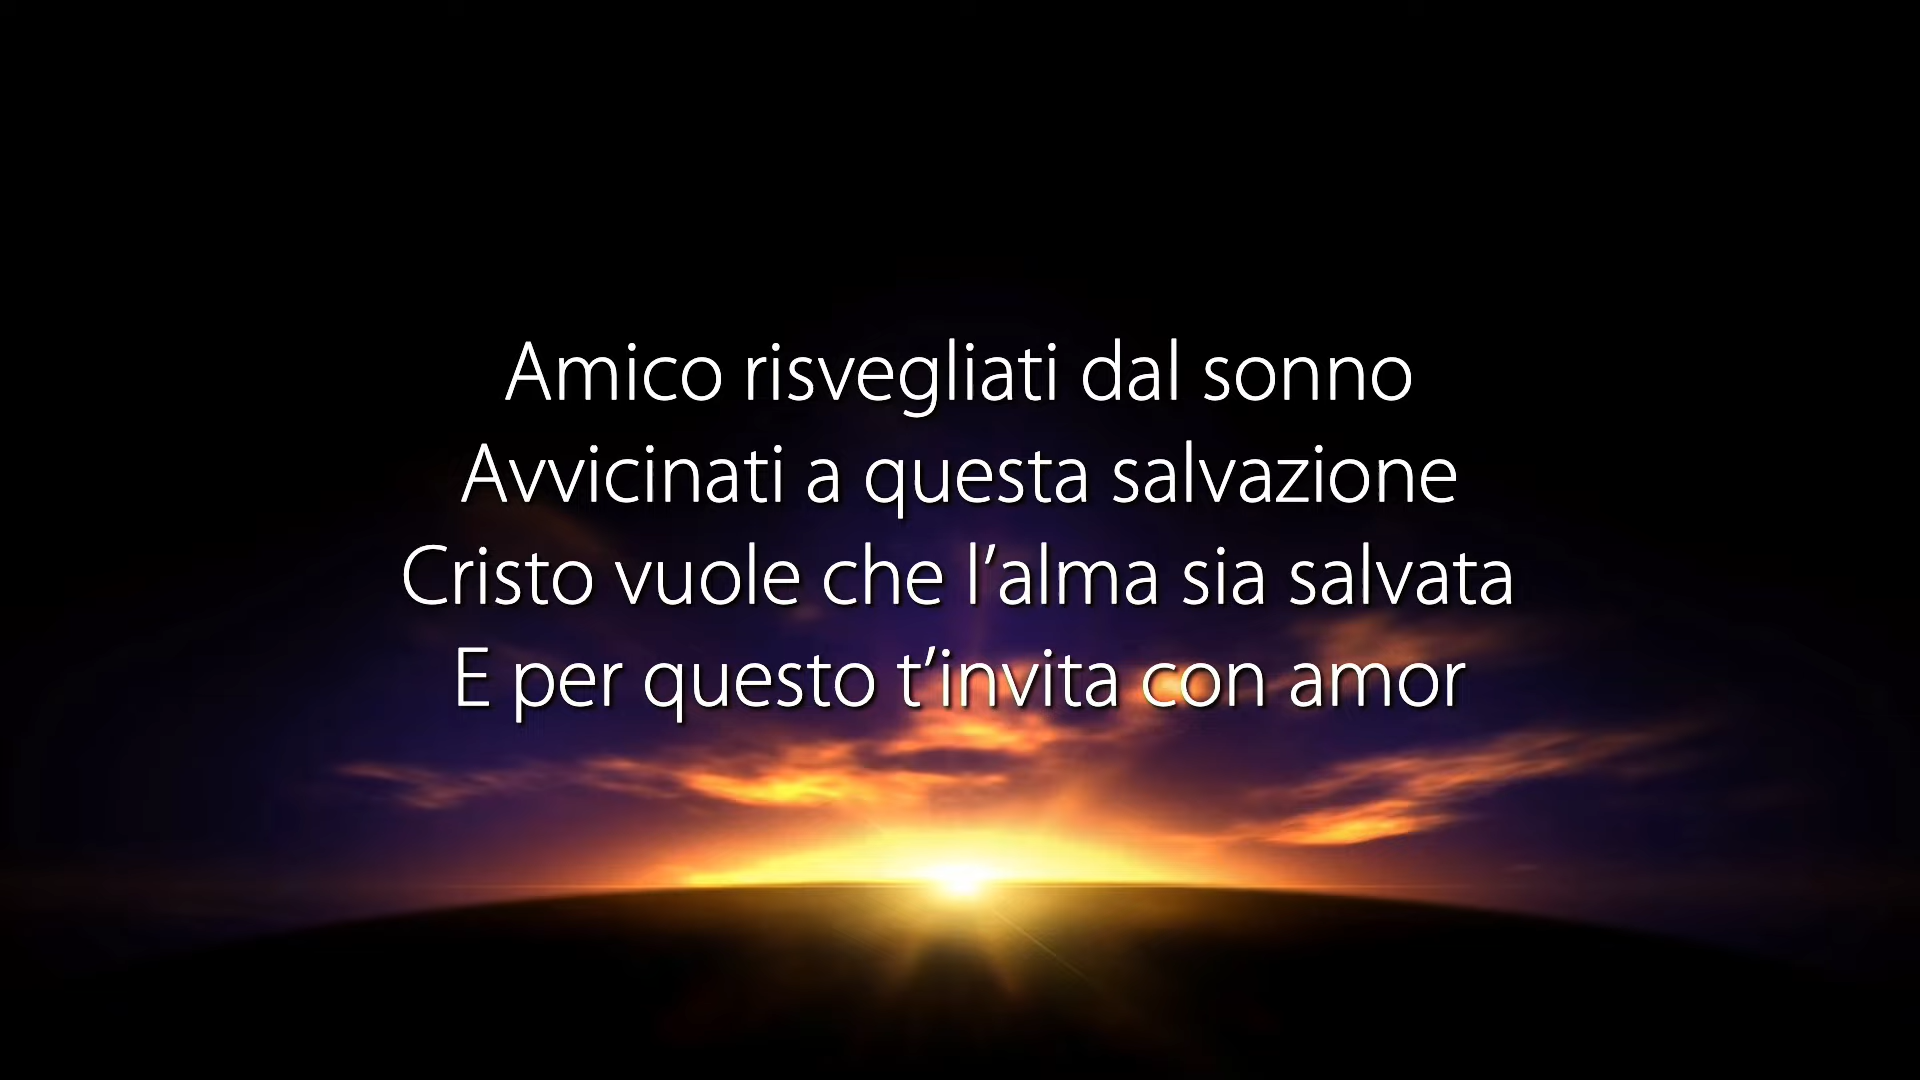 Amico risvegliati dal sonno
Avvicinati a questa salvazione
Cristo vuole che l’alma sia salvata
E per questo t’invita con amor